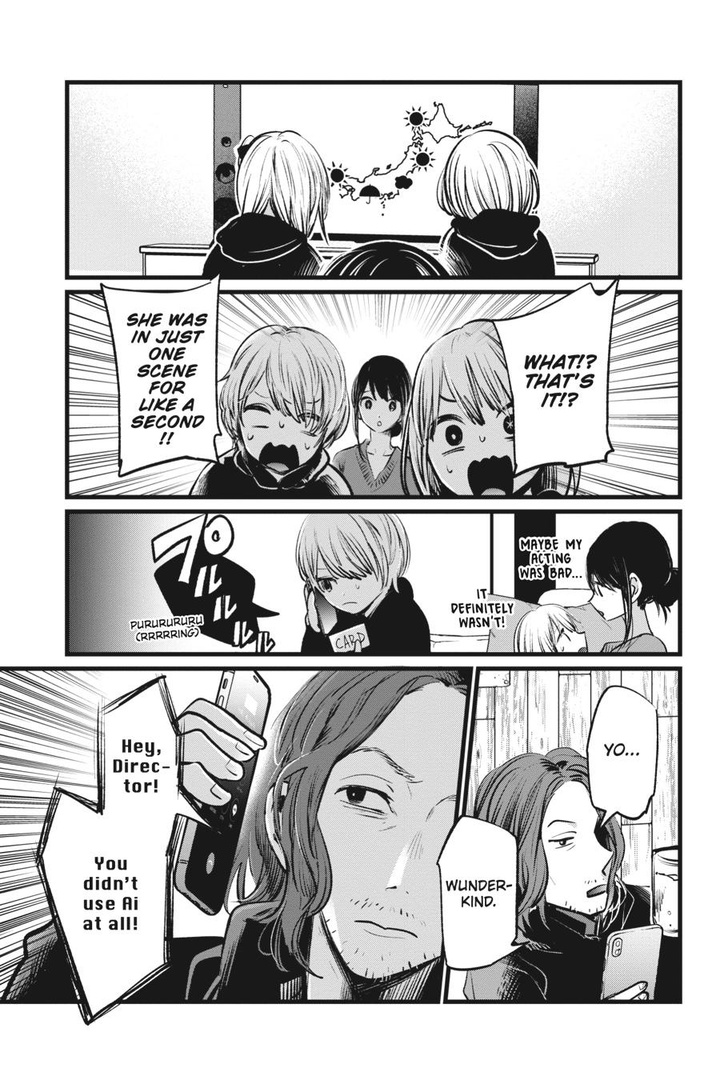 WHAT!?
THAT'S
IT!?
SHE WAS
IN JUST
ONE
SCENE
FOR
LIKE A
SECOND
!!
MAYBE MY
ACTING
WAS BAD...
IT
DEFINITELY
WASN'T!
CARD
プルルルル
PURURURURU
(RRRRRING)
YO...
WUNDER-
KIND.
Hey,
Direc-
tor!
You
didn't
use Ai
at all!